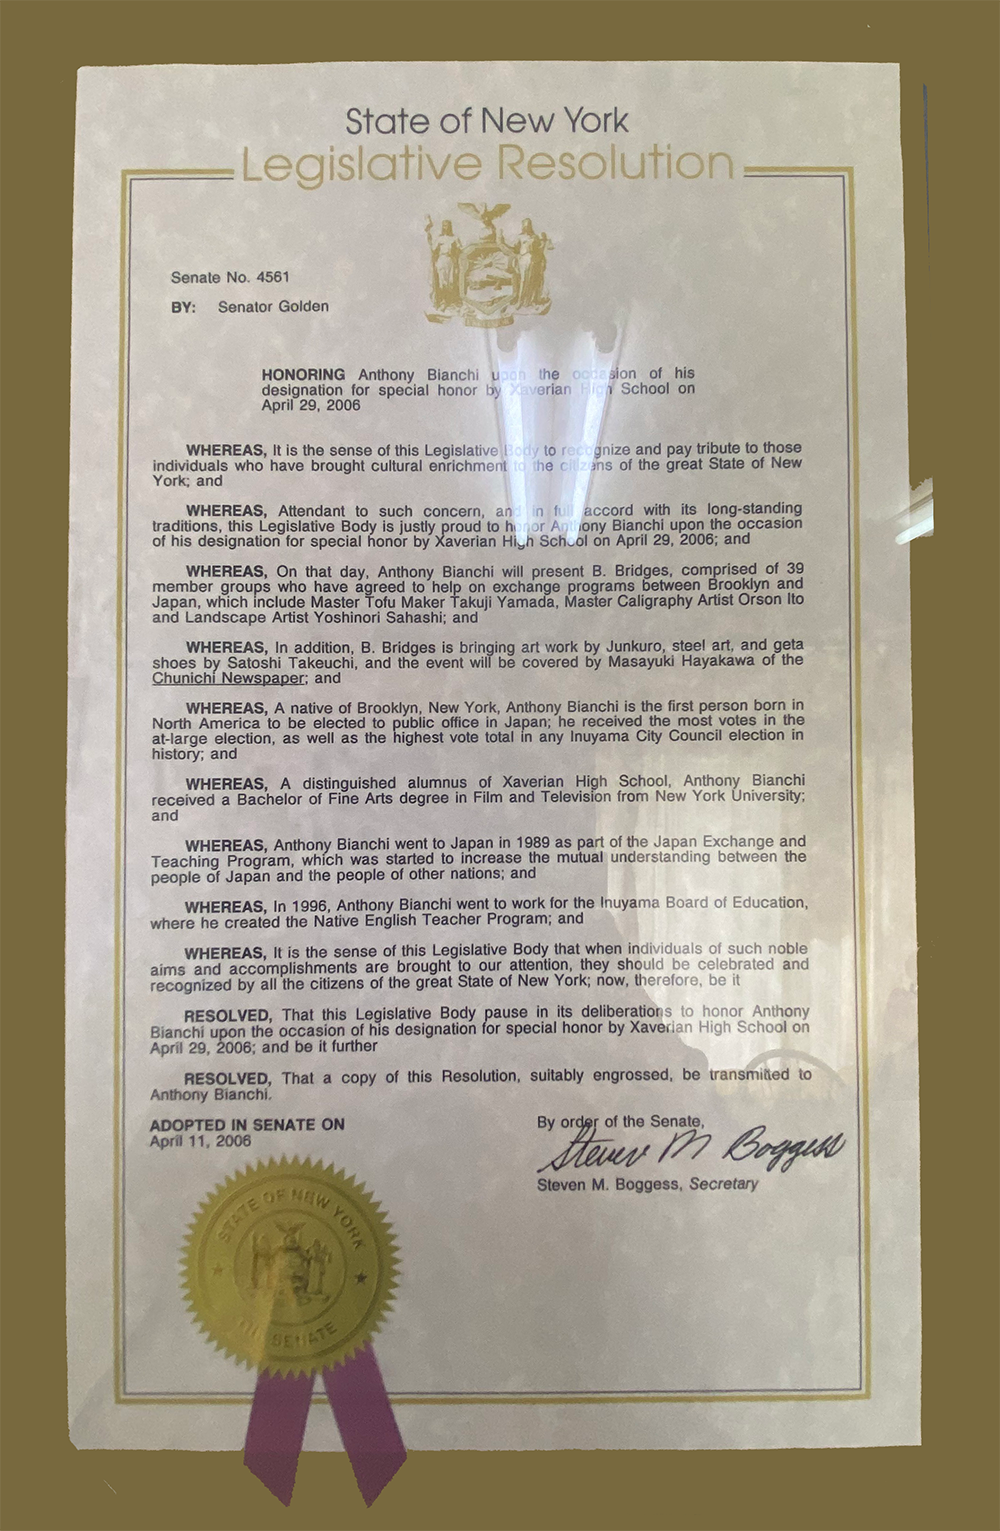 State of New York
Legislative Resolution
Senate No. 4561
BY: Senator Golden
HONORING Anthony Bianchi upon the occasion of his
designation for special honor by Xaverian High School on
April 29, 2006
WHEREAS, It is the sense of this Legislative Body to recognize and pay tribute to those
individuals who have brought cultural enrichment to the citizens of the great State of New
York; and
WHEREAS, Attendant to such concern, and in full accord with its long-standing
traditions, this Legislative Body is justly proud to honor Anthony Bianchi upon the occasion
of his designation for special honor by Xaverian High School on April 29, 2006; and
WHEREAS, On that day, Anthony Bianchi will present B. Bridges, comprised of 39
member groups who have agreed to help on exchange programs between Brooklyn and
Japan, which include Master Tofu Maker Takuji Yamada, Master Caligraphy Artist Orson Ito
and Landscape Artist Yoshinori Sahashi; and
WHEREAS, In addition, B. Bridges is bringing art work by Junkuro, steel art, and geta
shoes by Satoshi Takeuchi, and the event will be covered by Masayuki Hayakawa of the
Chunichi Newspaper; and
WHEREAS, A native of Brooklyn, New York, Anthony Bianchi is the first person born in
North America to be elected to public office in Japan; he received the most votes in the
at-large election, as well as the highest vote total in any Inuyama City Council election in
history; and
WHEREAS, A distinguished alumnus of Xaverian High School, Anthony Bianchi
received a Bachelor of Fine Arts degree in Film and Television from New York University;
and
WHEREAS, Anthony Bianchi went to Japan in 1989 as part of the Japan Exchange and
Teaching Program, which was started to increase the mutual understanding between the
people of Japan and the people of other nations; and
WHEREAS, In 1996, Anthony Bianchi went to work for the Inuyama Board of Education,
where he created the Native English Teacher Program; and
WHEREAS, It is the sense of this Legislative Body that when individuals of such noble
aims and accomplishments are brought to our attention, they should be celebrated and
recognized by all the citizens of the great State of New York; now, therefore, be it
RESOLVED, That this Legislative Body pause in its deliberations to honor Anthony
Bianchi upon the occasion of his designation for special honor by Xaverian High School on
April 29, 2006; and be it further
RESOLVED, That a copy of this Resolution, suitably engrossed, be transmitted to
Anthony Bianchi.
ADOPTED IN SENATE ON
April 11, 2006
By order of the Senate,
Steven M Boggess
Steven M. Boggess, Secretary
STATE OF NEW YORK
SENATE